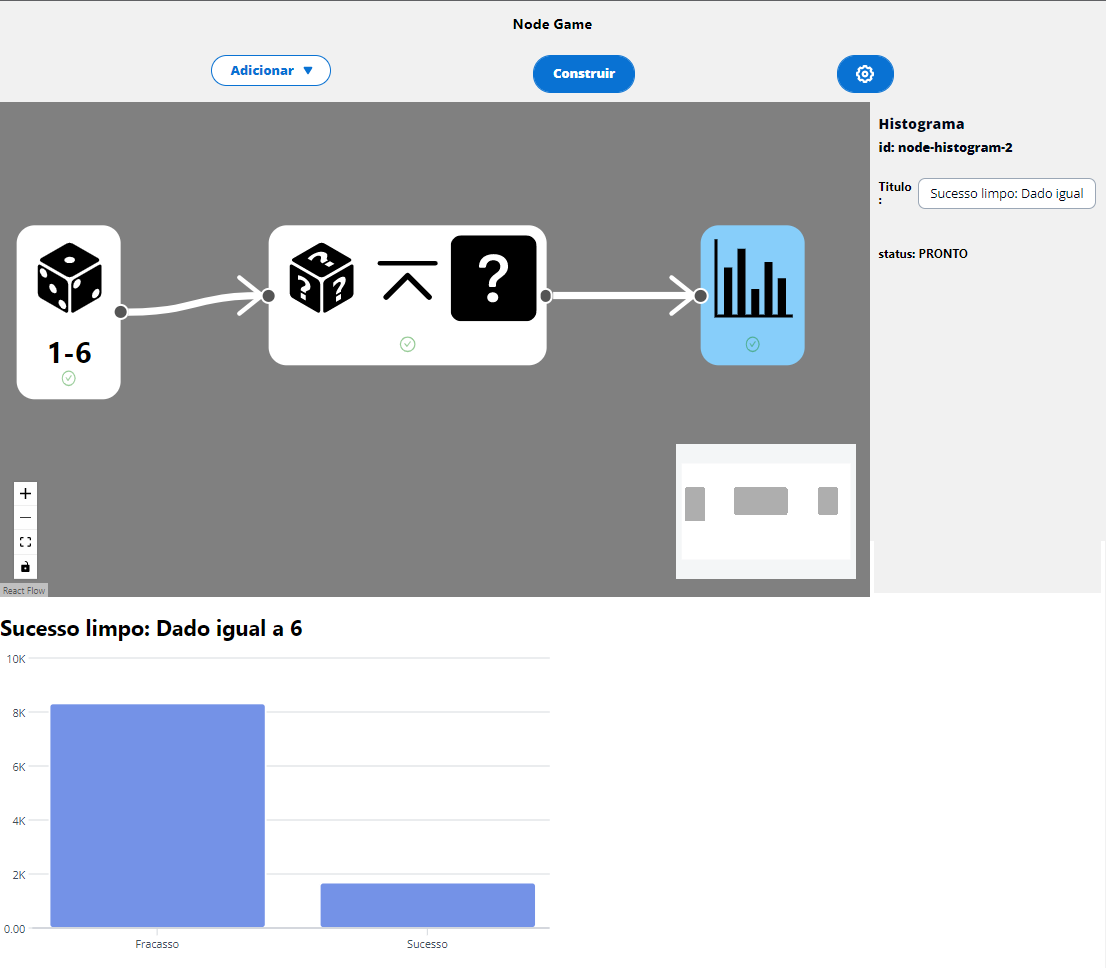 Node Game
Adicionar ▼
Construir
Histograma
id: node-histogram-2
Titulo
:
Sucesso limpo: Dado igual
status: PRONTO
? ? ?
?
1-6
React Flow
Sucesso limpo: Dado igual a 6
10K
8K
6K
4K
2K
0.00
Fracasso
Sucesso